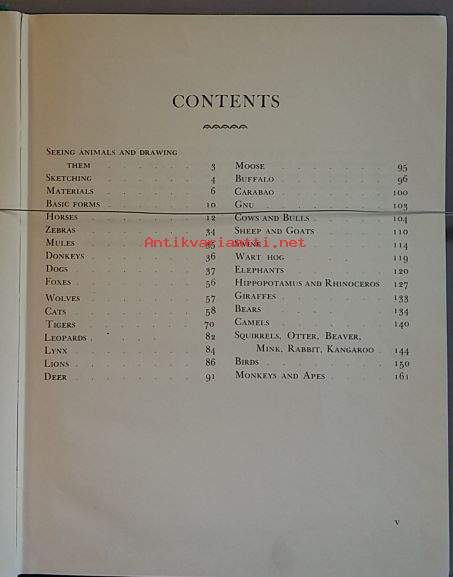 CONTENTS
SEEING ANIMALS AND DRAWING
THEM . . . . . . . 3
SKETCHING . . . . . . . 4
MATERIALS . . . . . . . 6
BASIC FORMS . . . . . . . 10
HORSES . . . . . . . 12
ZEBRAS . . . . . . . 34
MULES . . . . . . . 35
DONKEYS . . . . . . . 36
DOGS . . . . . . . 37
FOXES . . . . . . . 56
WOLVES . . . . . . . 57
CATS . . . . . . . 58
TIGERS . . . . . . . 70
LEOPARDS . . . . . . . 82
LYNX . . . . . . . 84
LIONS . . . . . . . 86
DEER . . . . . . . 91
MOOSE . . . . . . . 95
BUFFALO . . . . . . . 96
CARABAO . . . . . . . 100
GNU . . . . . . . 103
COWS AND BULLS . . . . . 104
SHEEP AND GOATS . . . . . 110
SWINE . . . . . . . 114
WART HOG . . . . . . . 119
ELEPHANTS . . . . . . . 120
HIPPOPOTAMUS AND RHINOCEROS 127
GIRAFFES . . . . . . . 133
BEARS . . . . . . . 134
CAMELS . . . . . . . 140
SQUIRRELS, OTTER, BEAVER,
MINK, RABBIT, KANGAROO . 144
BIRDS . . . . . . . 150
MONKEYS AND APES . . . . . 161
Antikvariaatti.net
v